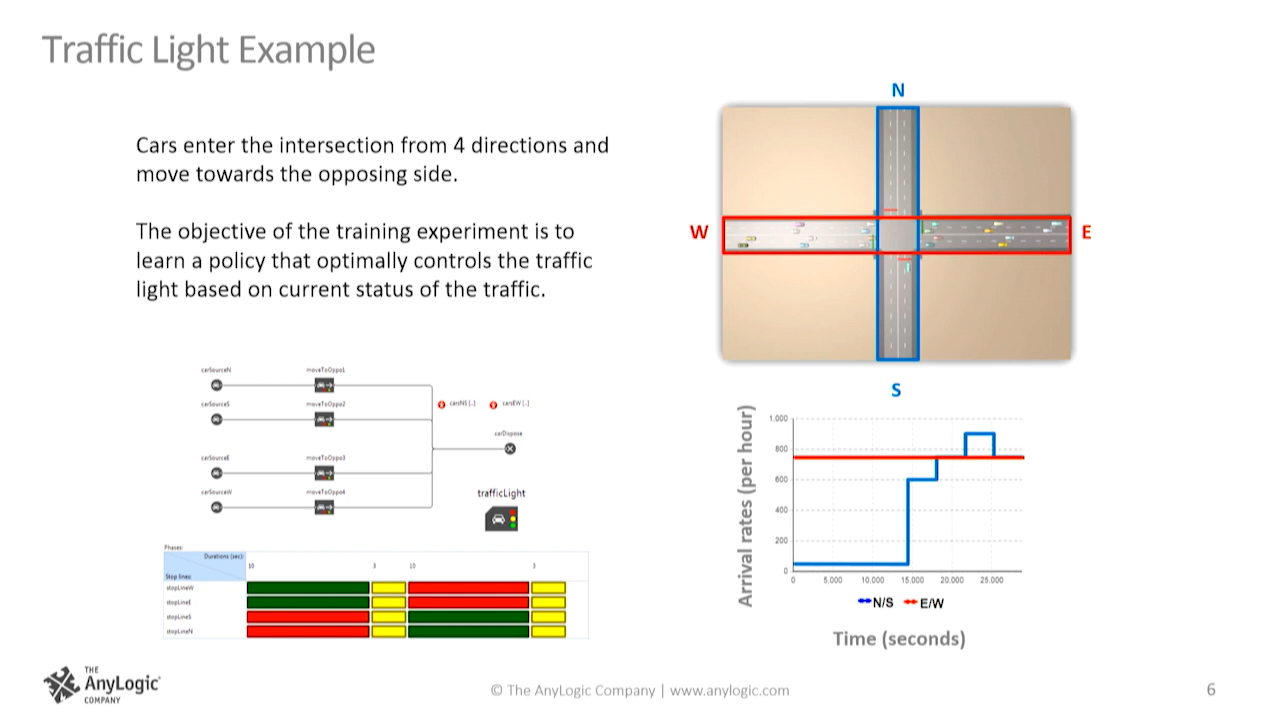 Traffic Light Example
Cars enter the intersection from 4 directions and
move towards the opposing side.
The objective of the training experiment is to
learn a policy that optimally controls the traffic
light based on current status of the traffic.
N
W
E
S
carSourceN
moveToOppo1
carSourceS
moveToOppo2
carsNS [..]
carsEW [..]
carDispose
carSourceE
moveToOppo3
carSourceW
moveToOppo4
trafficLight
Phases:
Durations (sec):
10
3
10
3
Stop lines:
stopLineW
stopLineE
stopLineS
stopLineN
Arrival rates (per hour)
1,000
800
600
400
200
0
0
5,000
10,000
15,000
20,000
25,000
N/S
E/W
Time (seconds)
THE
AnyLogic
COMPANY
© The AnyLogic Company | www.anylogic.com
6